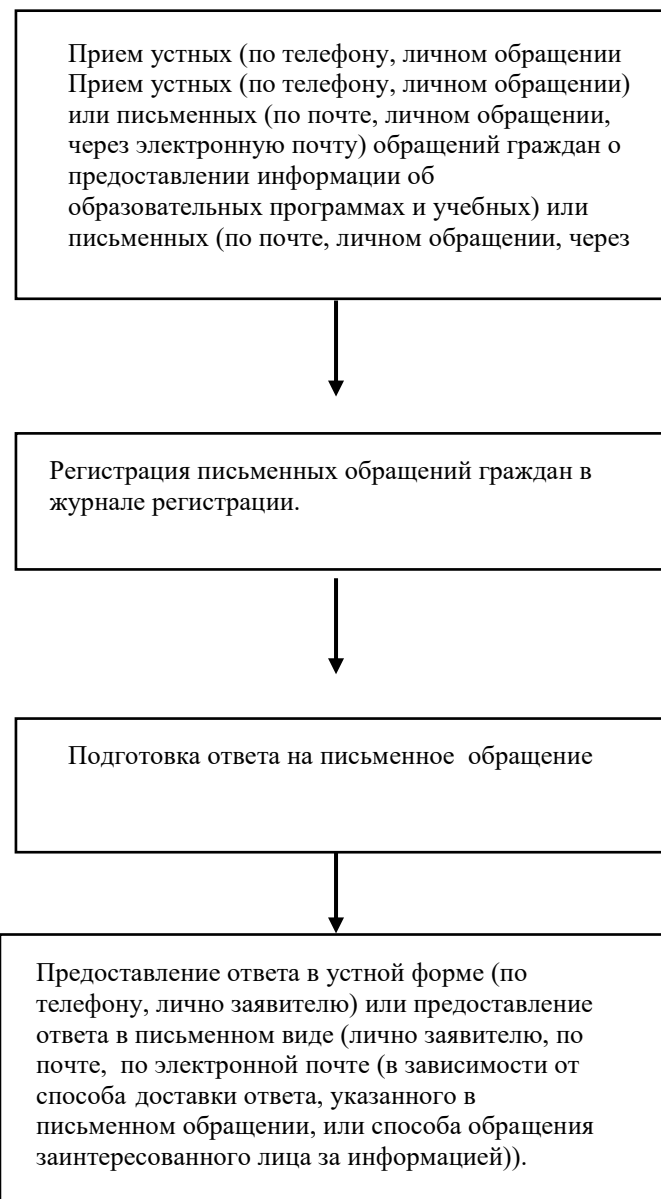 Прием устных (по телефону, личном обращении
Прием устных (по телефону, личном обращении)
или письменных (по почте, личном обращении,
через электронную почту) обращений граждан о
предоставлении информации об
образовательных программах и учебных) или
письменных (по почте, личном обращении, через
Регистрация письменных обращений граждан в
журнале регистрации.
Подготовка ответа на письменное  обращение
Предоставление ответа в устной форме (по
телефону, лично заявителю) или предоставление
ответа в письменном виде (лично заявителю, по
почте,  по электронной почте (в зависимости от
способа доставки ответа, указанного в
письменном обращении, или способа обращения
заинтересованного лица за информацией)).